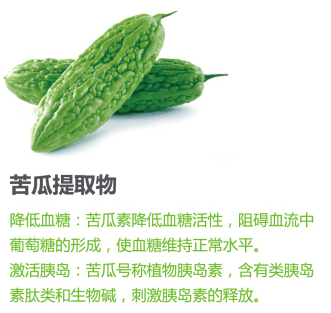 苦瓜提取物
降低血糖：苦瓜素降低血糖活性，阻碍血流中
葡萄糖的形成，使血糖维持正常水平。
激活胰岛：苦瓜号称植物胰岛素，含有类胰岛
素肽类和生物碱，刺激胰岛素的释放。